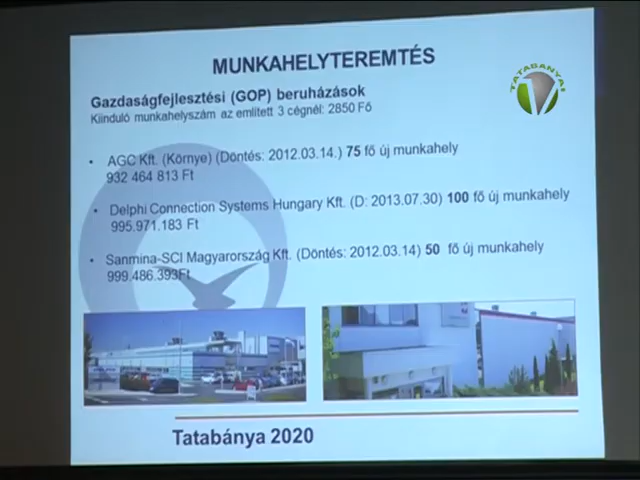 MUNKAHELYTEREMTÉS
TATABÁNYAI
TV
Gazdaságfejlesztési (GOP) beruházások
Kiinduló munkahelyszám az említett 3 cégnél: 2850 Fő
• AGC Kft. (Környe) (Döntés: 2012.03.14.) 75 fő új munkahely
932 464 813 Ft
• Delphi Connection Systems Hungary Kft. (D: 2013.07.30) 100 fő új munkahely
995.971.183 Ft
• Sanmina-SCI Magyarország Kft. (Döntés: 2012.03.14) 50 fő új munkahely
999.486.393Ft
Tatabánya 2020